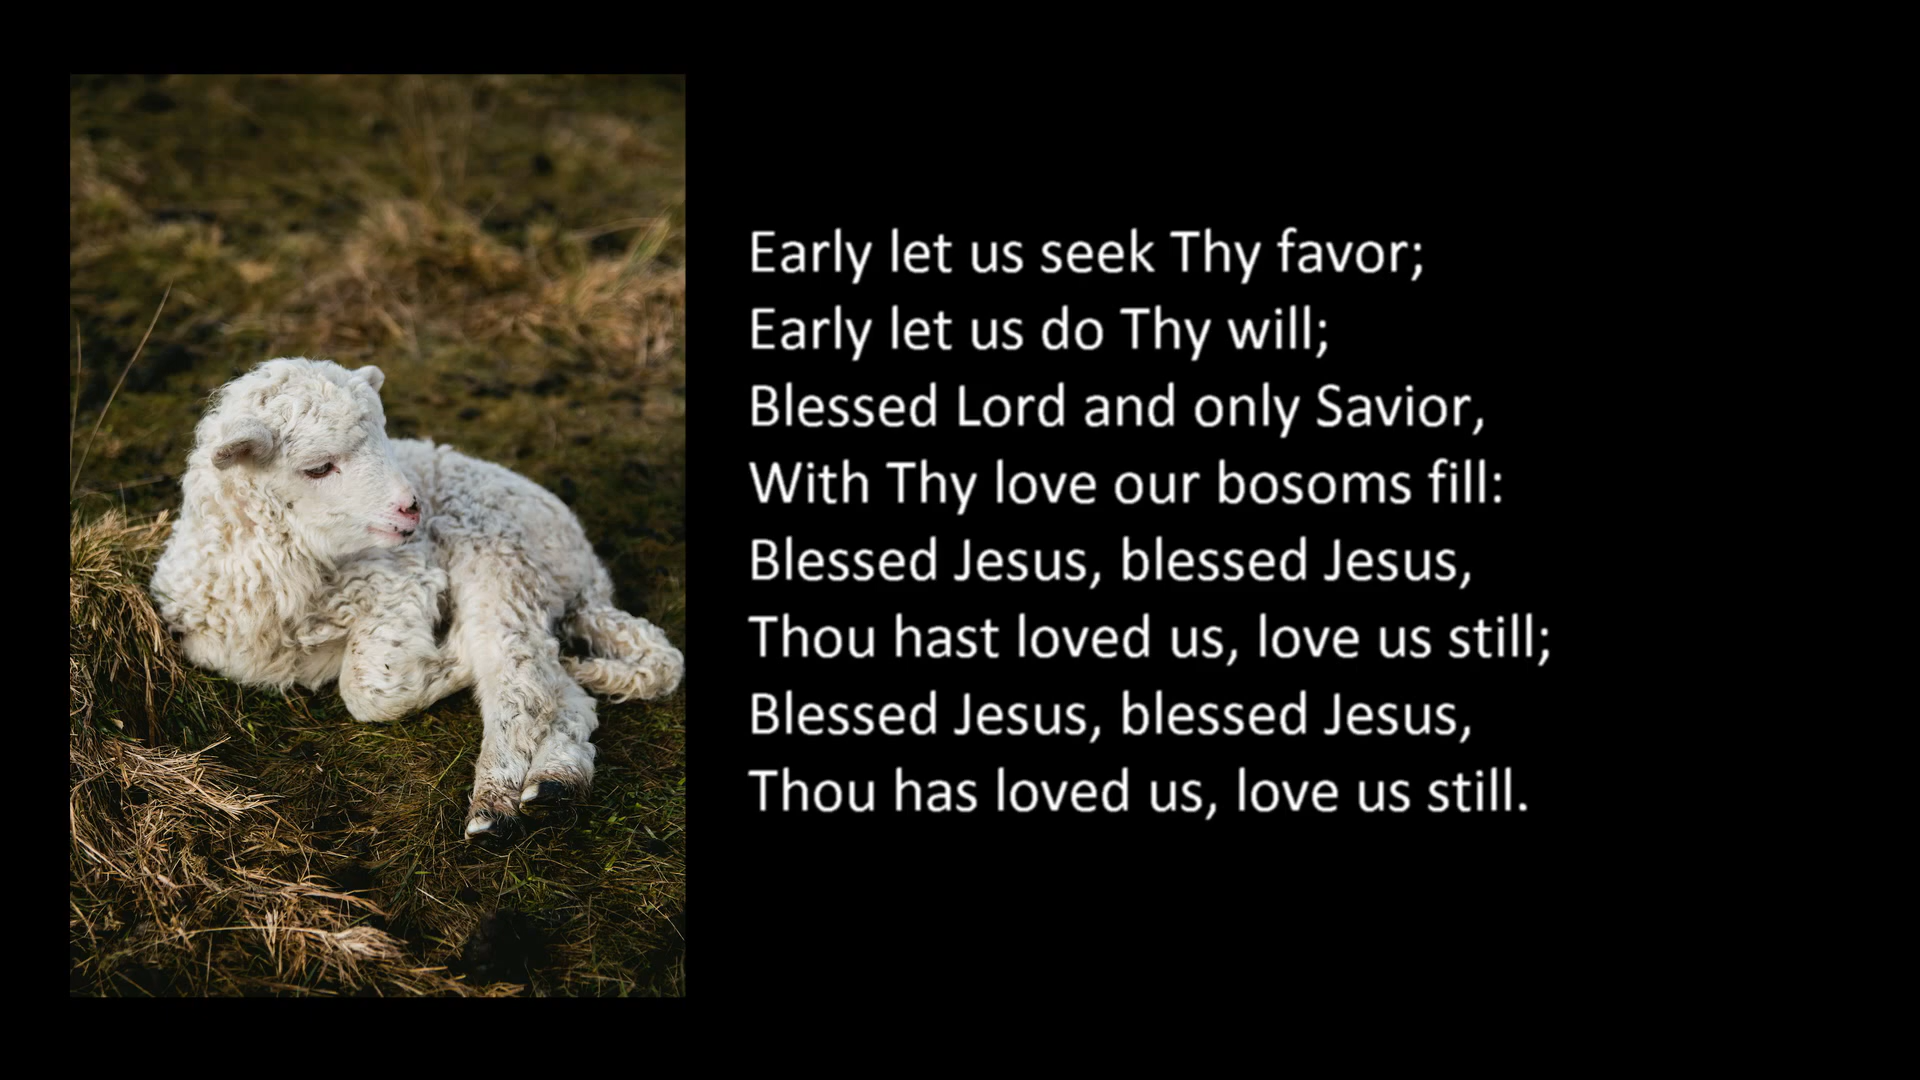 Early let us seek Thy favor;
Early let us do Thy will;
Blessed Lord and only Savior,
With Thy love our bosoms fill:
Blessed Jesus, blessed Jesus,
Thou hast loved us, love us still;
Blessed Jesus, blessed Jesus,
Thou has loved us, love us still.